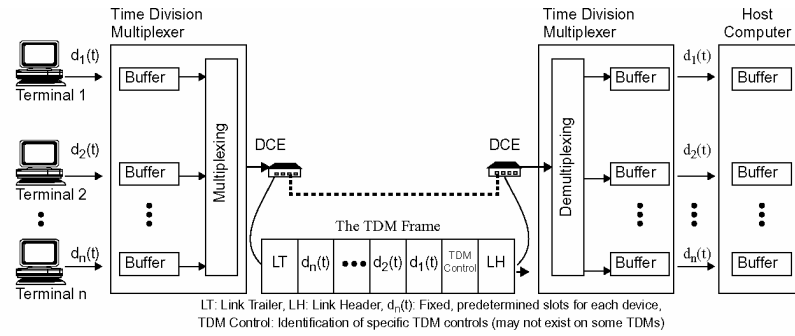 Time Division
Multiplexer
Time Division
Multiplexer
Host
Computer
d1(t)
Buffer
Terminal 1
d2(t)
Buffer
Terminal 2
dn(t)
Buffer
Terminal n
Multiplexing
DCE
DCE
Demultiplexing
Buffer
d1(t)
Buffer
Buffer
d2(t)
Buffer
Buffer
dn(t)
Buffer
The TDM Frame
LT
dn(t)
d2(t)
d1(t)
TDM
Control
LH
LT: Link Trailer, LH: Link Header, dn(t): Fixed, predetermined slots for each device,
TDM Control: Identification of specific TDM controls (may not exist on some TDMs)